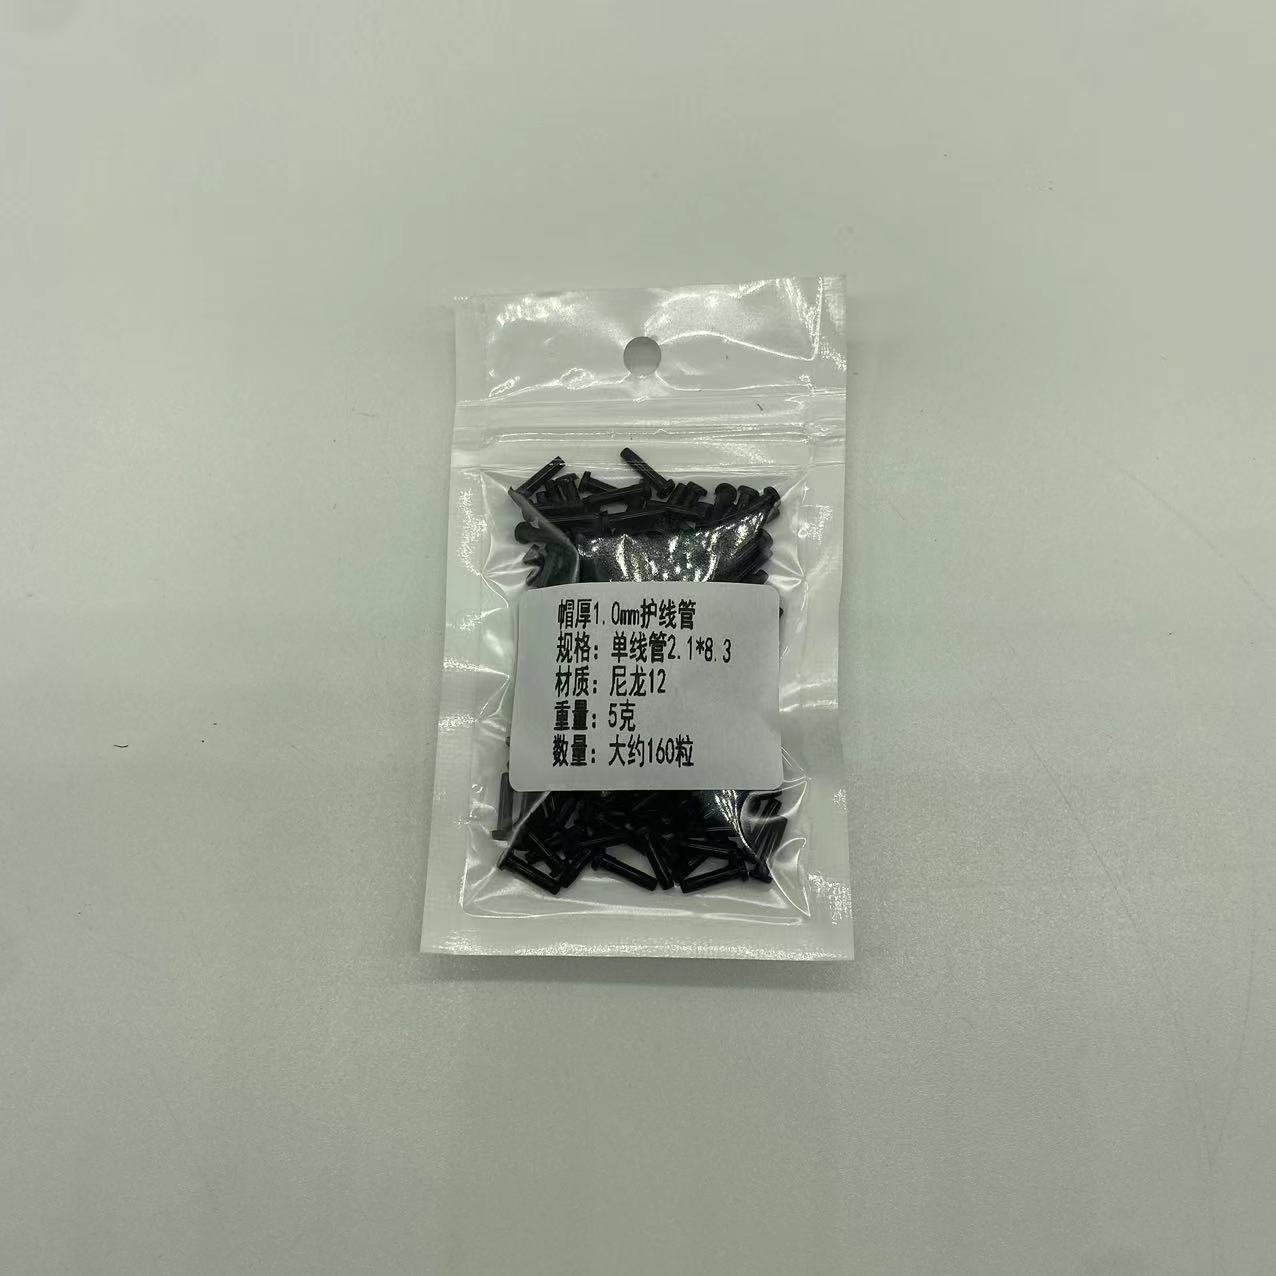 帽厚1.0mm护线管
规格：单线管2.1*8.3
材质：尼龙12
重量：5克
数量：大约160粒